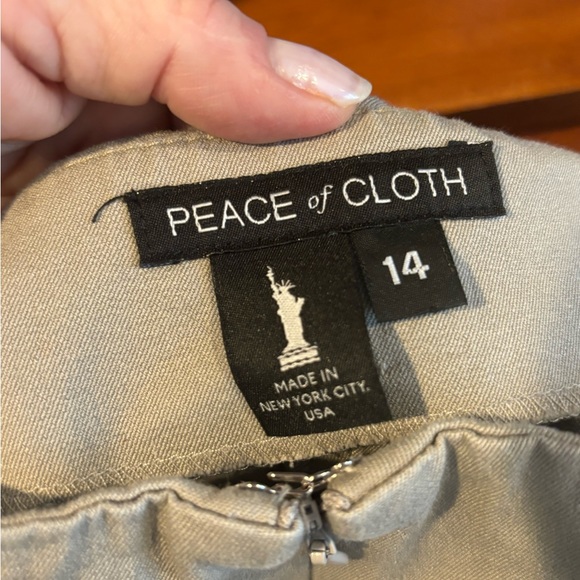 PEACE of CLOTH
14
MADE IN
NEW YORK CITY,
USA